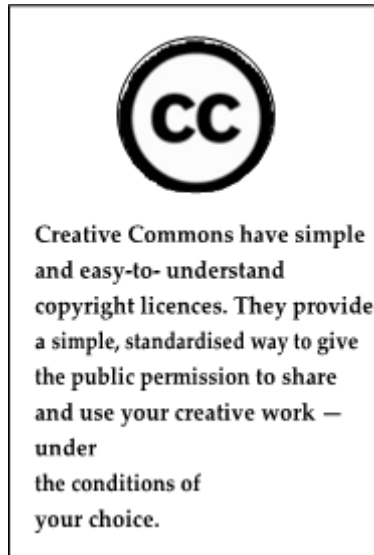 CC
Creative Commons have simple
and easy-to- understand
copyright licences. They provide
a simple, standardised way to give
the public permission to share
and use your creative work —
under
the conditions of
your choice.